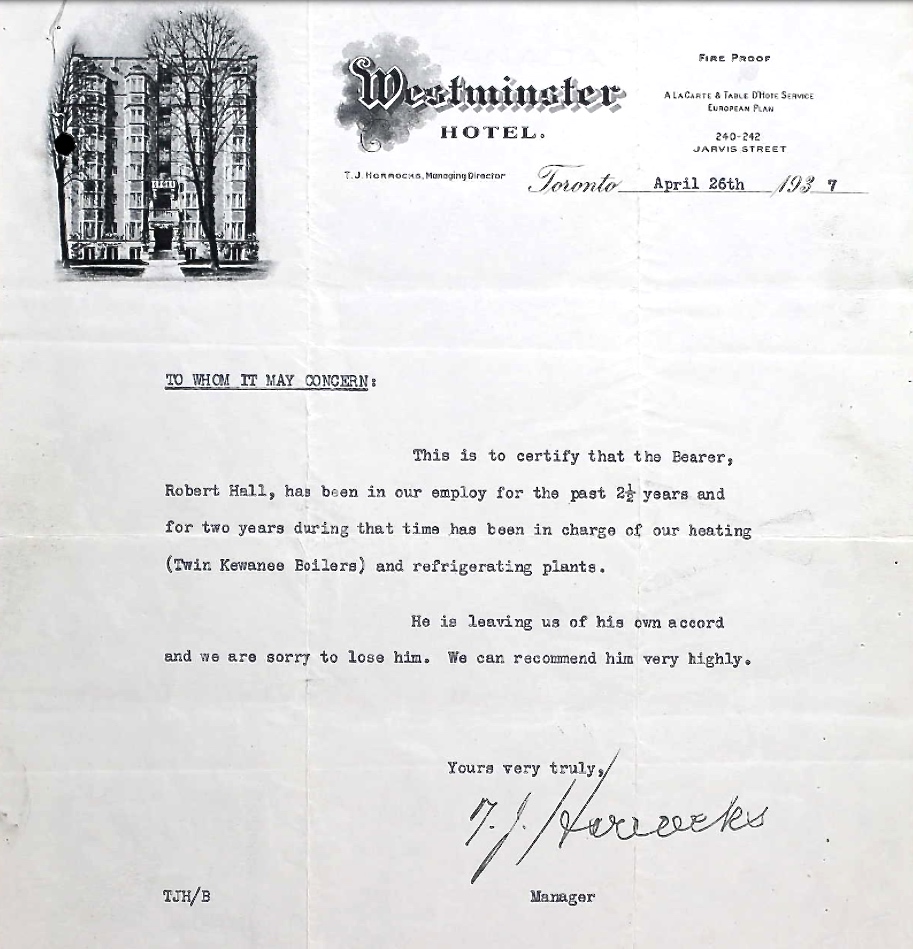 Westminster
HOTEL.
T. J. HORROCKS, Managing Director
FIRE PROOF
A LA CARTE & TABLE D'HOTE SERVICE
EUROPEAN PLAN
240-242
JARVIS STREET
Toronto April 26th 1937
TO WHOM IT MAY CONCERN:
This is to certify that the Bearer,
Robert Hall, has been in our employ for the past 2½ years and
for two years during that time has been in charge of our heating
(Twin Kewanee Boilers) and refrigerating plants.
He is leaving us of his own accord
and we are sorry to lose him. We can recommend him very highly.
Yours very truly,
T. J. Horrocks
TJH/B
Manager